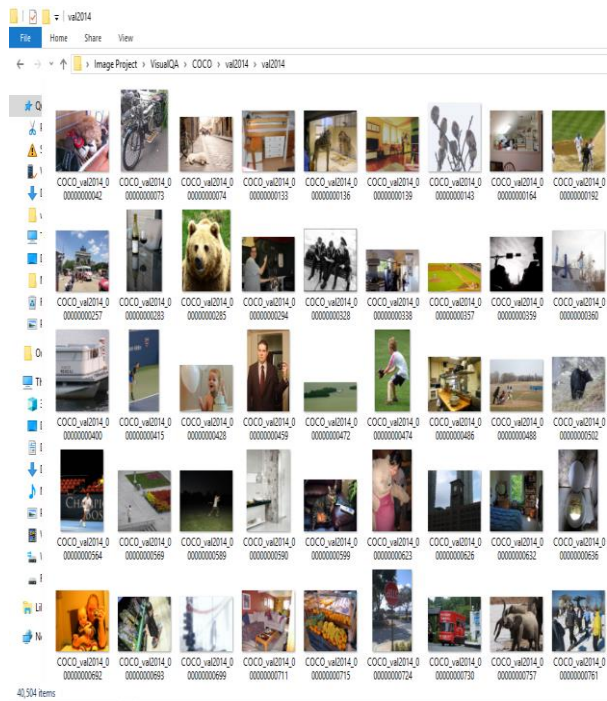 val2014
File Home Share View
Image Project > VisualQA > COCO > val2014 > val2014
COCO_val2014_0 COCO_val2014_0 COCO_val2014_0 COCO_val2014_0 COCO_val2014_0 COCO_val2014_0 COCO_val2014_0 COCO_val2014_0 COCO_val2014_0
00000000042 00000000073 00000000074 00000000133 00000000136 00000000139 00000000143 00000000164 00000000192
COCO_val2014_0 COCO_val2014_0 COCO_val2014_0 COCO_val2014_0 COCO_val2014_0 COCO_val2014_0 COCO_val2014_0 COCO_val2014_0 COCO_val2014_0
00000000257 00000000283 00000000285 00000000294 00000000328 00000000338 00000000357 00000000359 00000000360
COCO_val2014_0 COCO_val2014_0 COCO_val2014_0 COCO_val2014_0 COCO_val2014_0 COCO_val2014_0 COCO_val2014_0 COCO_val2014_0 COCO_val2014_0
00000000400 00000000415 00000000428 00000000459 00000000472 00000000474 00000000486 00000000488 00000000502
COCO_val2014_0 COCO_val2014_0 COCO_val2014_0 COCO_val2014_0 COCO_val2014_0 COCO_val2014_0 COCO_val2014_0 COCO_val2014_0 COCO_val2014_0
00000000564 00000000569 00000000589 00000000590 00000000599 00000000623 00000000626 00000000632 00000000636
COCO_val2014_0 COCO_val2014_0 COCO_val2014_0 COCO_val2014_0 COCO_val2014_0 COCO_val2014_0 COCO_val2014_0 COCO_val2014_0 COCO_val2014_0
00000000692 00000000693 00000000699 00000000711 00000000715 00000000724 00000000730 00000000757 00000000761
40,504 items